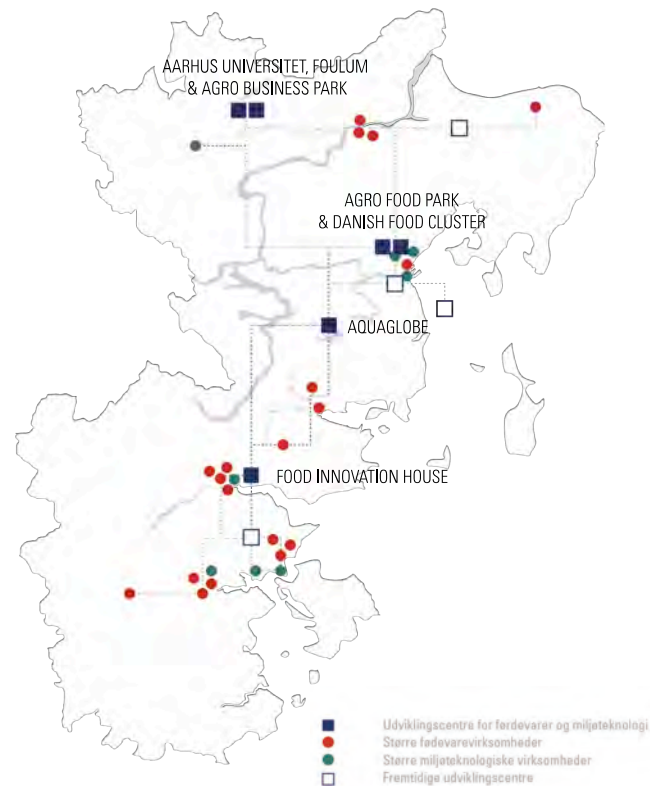 AARHUS UNIVERSITET, FOULUM
& AGRO BUSINESS PARK
AGRO FOOD PARK
& DANISH FOOD CLUSTER
AQUAGLOBE
FOOD INNOVATION HOUSE
Udviklingscentre for førdevarer og miljøteknologi
Større fødevarevirksomheder
Større miljøteknologiske virksomheder
Fremtidige udviklingscentre